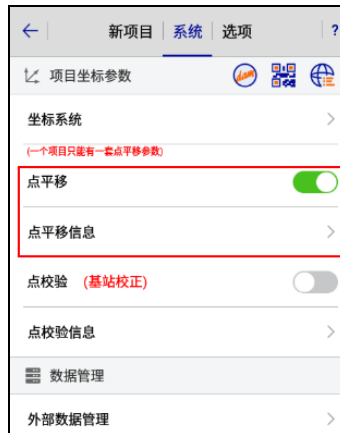 ← 新项目 系统 选项 ?
项目坐标参数 dam
坐标系统
(一个项目只能有一套点平移参数)
点平移
点平移信息
点校验 (基站校正)
点校验信息
数据管理
外部数据管理